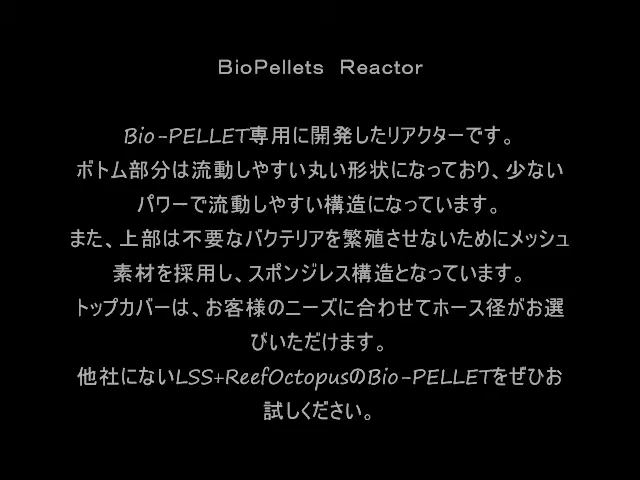 BioPellets Reactor
Bio-PELLET専用に開発したリアクターです。
ボトム部分は流動しやすい丸い形状になっており、少ない
パワーで流動しやすい構造になっています。
また、上部は不要なバクテリアを繁殖させないためにメッシュ
素材を採用し、スポンジレス構造となっています。
トップカバーは、お客様のニーズに合わせてホース径がお選
びいただけます。
他社にないLSS+ReefOctopusのBio-PELLETをぜひお
試しください。